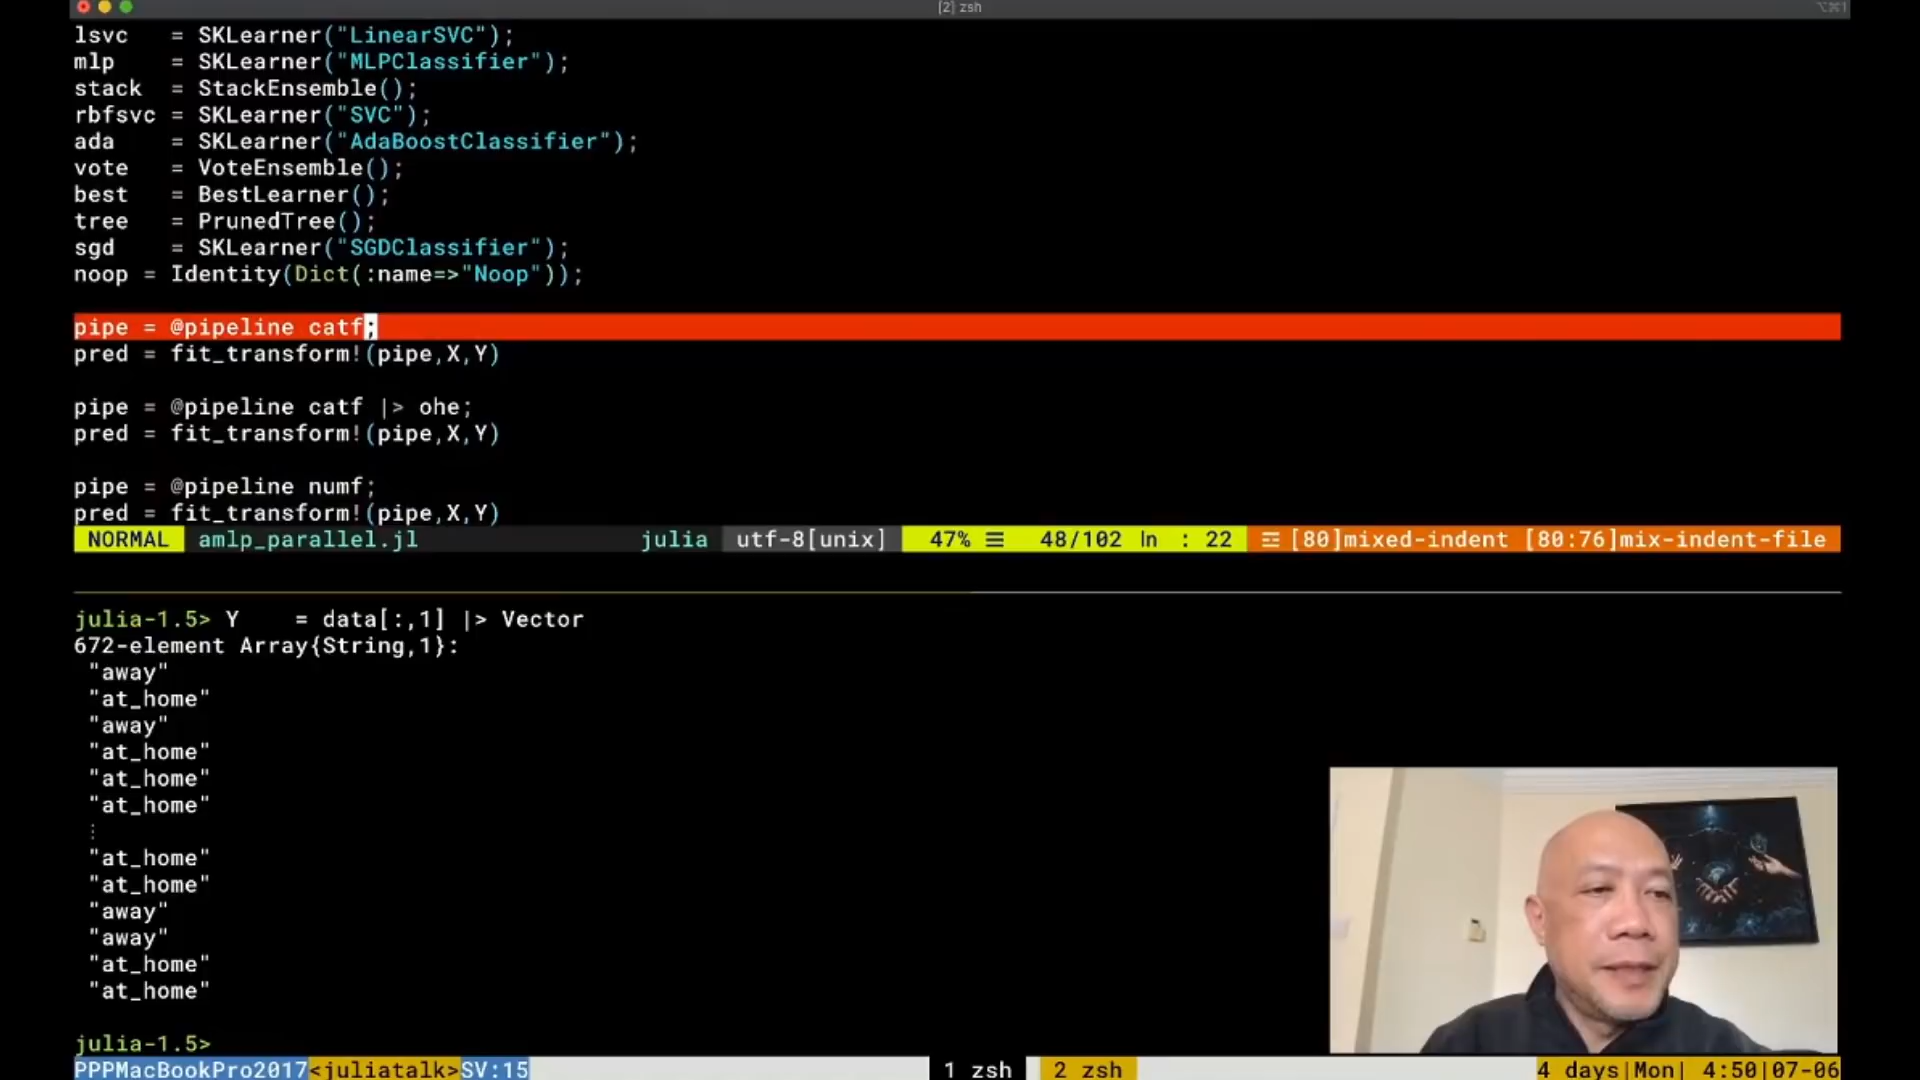 [2] zsh
⌥⌘1
lsvc   = SKLearner("LinearSVC");
mlp    = SKLearner("MLPClassifier");
stack  = StackEnsemble();
rbfsvc = SKLearner("SVC");
ada    = SKLearner("AdaBoostClassifier");
vote   = VoteEnsemble();
best   = BestLearner();
tree   = PrunedTree();
sgd    = SKLearner("SGDClassifier");
noop = Identity(Dict(:name=>"Noop"));
pipe = @pipeline catf;
pred = fit_transform!(pipe,X,Y)
pipe = @pipeline catf |> ohe;
pred = fit_transform!(pipe,X,Y)
pipe = @pipeline numf;
pred = fit_transform!(pipe,X,Y)
NORMAL amlp_parallel.jl julia utf-8[unix] 47% ☰ 48/102 ln : 22 ☲ [80]mixed-indent [80:76]mix-indent-file
julia-1.5> Y    = data[:,1] |> Vector
672-element Array{String,1}:
"away"
"at_home"
"away"
"at_home"
"at_home"
"at_home"
⋮
"at_home"
"at_home"
"away"
"away"
"at_home"
"at_home"
julia-1.5>
PPPMacBookPro2017<juliatalk>SV:15 1 zsh 2 zsh 4 days|Mon| 4:50|07-06